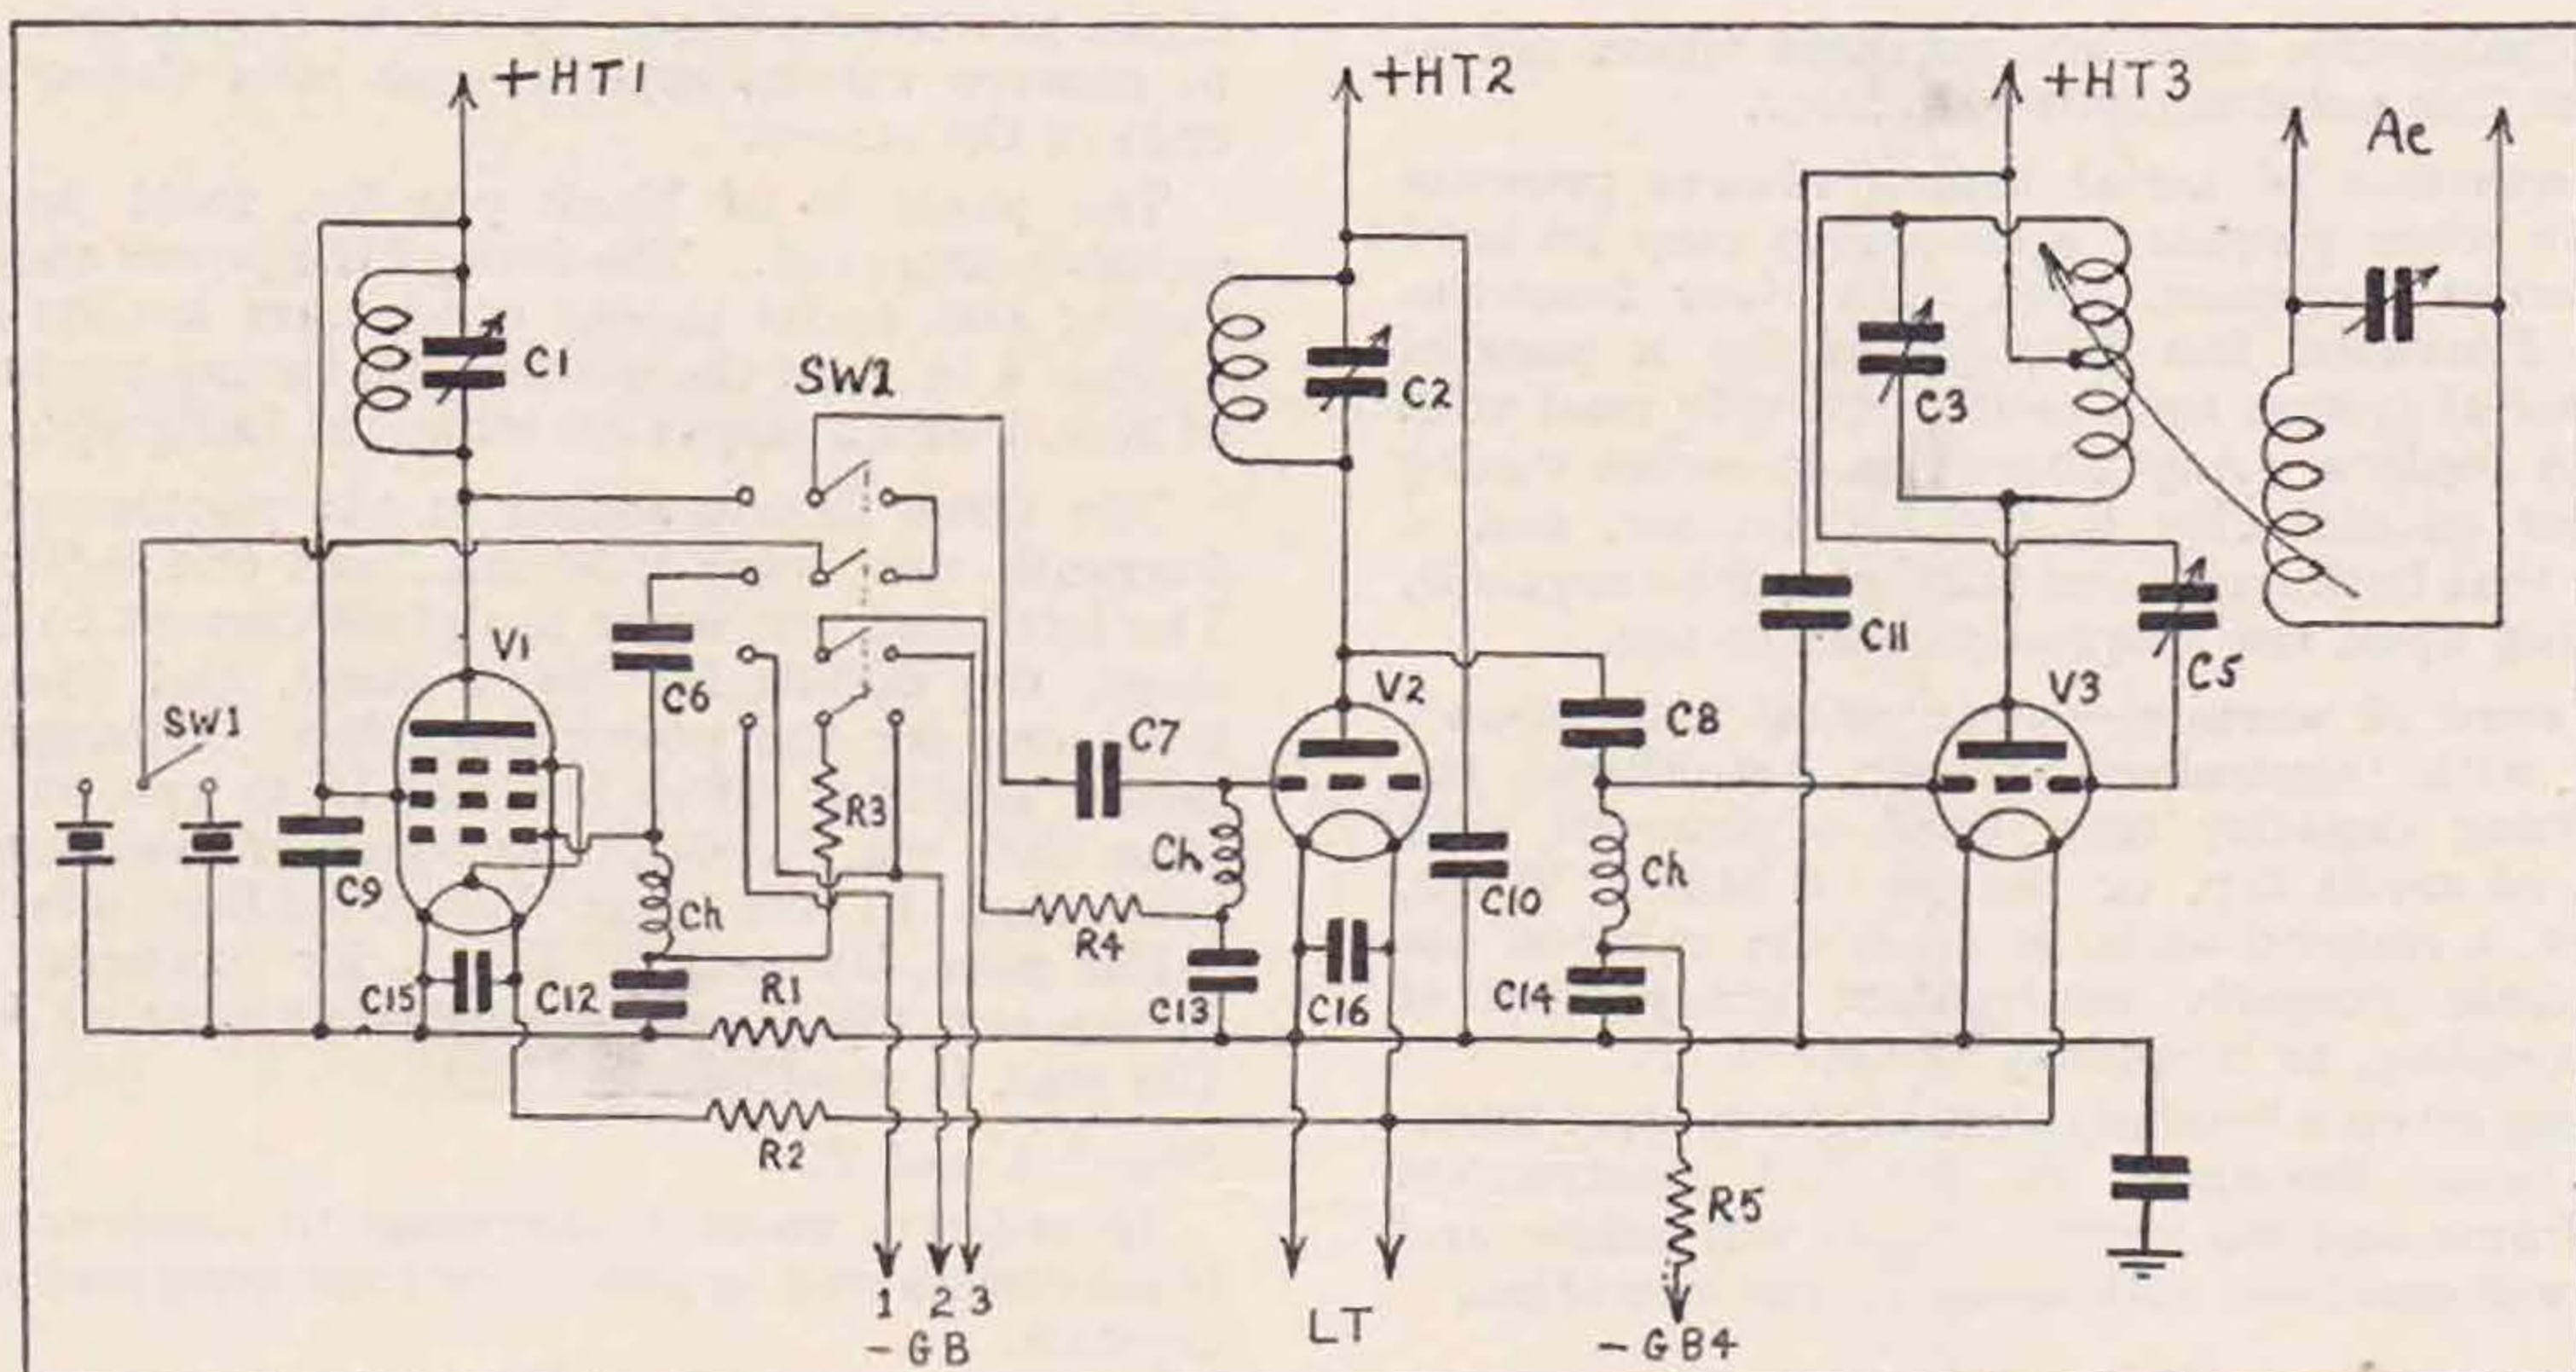 +HT1
+HT2
+HT3
Ae
C1
SW2
C2
C3
C11
V1
C6
SW1
C7
V2
C8
V3
C5
R3
Ch
C9
Ch
R4
C10
Ch
C15
C12
R1
C13
C16
C14
R2
R5
1 2 3
- GB
LT
- GB4